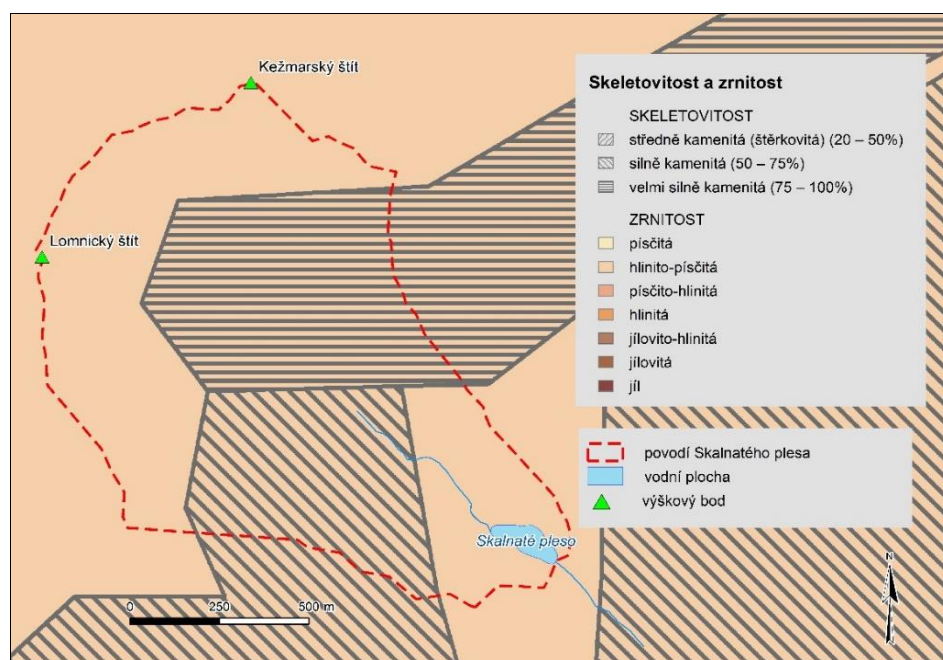 Kežmarský štít
Lomnický štít
Skalnaté pleso
0 250 500 m
Skeletovitost a zrnitost
SKELETOVITOST
středně kamenitá (štěrkovitá) (20 – 50%)
silně kamenitá (50 – 75%)
velmi silně kamenitá (75 – 100%)
ZRNITOST
písčitá
hlinito-písčitá
písčito-hlinitá
hlinitá
jílovito-hlinitá
jílovitá
jíl
povodí Skalnatého plesa
vodní plocha
výškový bod
N